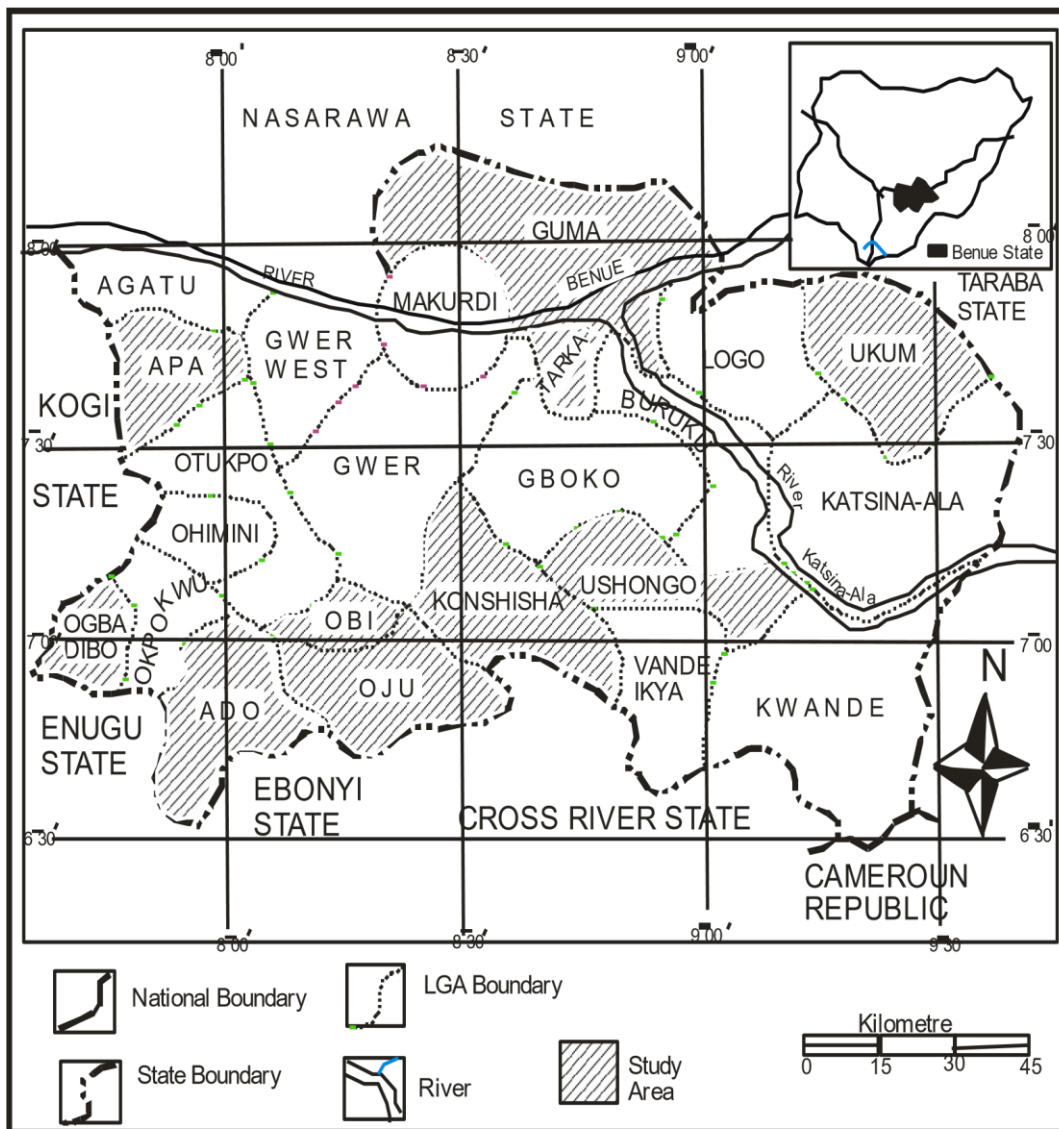 8°00'
8°30'
9°00'
NASARAWA STATE
8°00'
8°00'
Benue State
GUMA
TARABA
STATE
AGATU
RIVER
BENUE
MAKURDI
GWER
WEST
APA
TARKA
LOGO
UKUM
KOGI
STATE
BURUKU
7°30'
7°30'
OTUKPO
GWER
GBOKO
River
KATSINA-ALA
OHIMINI
Katsina-Ala
OKPOKWU
USHONGO
KONSHISHA
OGBA
DIBO
OBI
7°00'
7°00'
N
VANDE
IKYA
OJU
ADO
KWANDE
ENUGU
STATE
EBONYI
STATE
CROSS RIVER STATE
6°30'
6°30'
CAMEROUN
REPUBLIC
8°00'
8°30'
9°00'
9°30
National Boundary
LGA Boundary
Kilometre
0 15 30 45
State Boundary
River
Study
Area